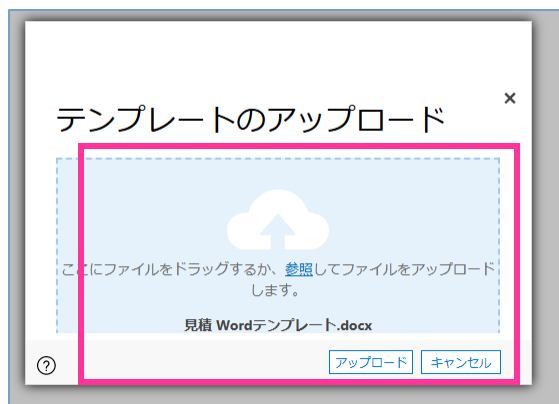 テンプレートのアップロード
ここにファイルをドラッグするか、参照してファイルをアップロード
します。
見積 Wordテンプレート.docx
アップロード キャンセル